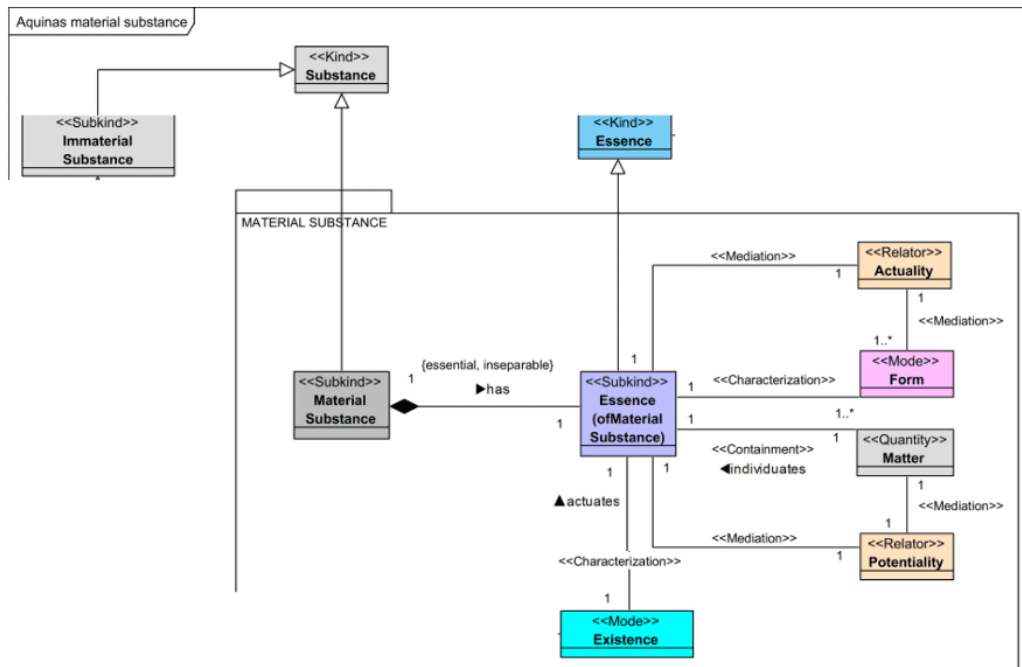 Aquinas material substance
<<Kind>>
Substance
<<Subkind>>
Immaterial
Substance
<<Kind>>
Essence
MATERIAL SUBSTANCE
<<Mediation>>
1
<<Relator>>
Actuality
1
<<Mediation>>
1..*
<<Mode>>
Form
{essential, inseparable}
1
▶has
1
<<Subkind>>
Material
Substance
1
<<Subkind>>
Essence
(ofMaterial
Substance)
1
<<Characterization>>
1..*
1
1
<<Containment>>
◀individuates
<<Quantity>>
Matter
1
<<Mediation>>
1
1
1
▲actuates
<<Mediation>>
1
<<Relator>>
Potentiality
<<Characterization>>
1
<<Mode>>
Existence